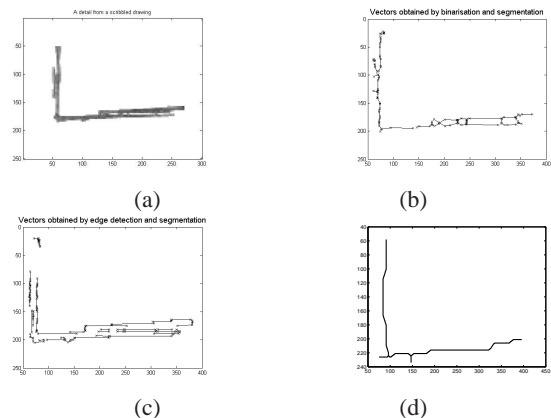 A detail from a scribbled drawing
0
50
100
150
200
250
50 100 150 200 250 300
(a)
Vectors obtained by binarisation and segmentation
0
50
100
150
200
250
50 100 150 200 250 300 350 400
(b)
Vectors obtained by edge detection and segmentation
0
50
100
150
200
250
50 100 150 200 250 300 350 400
(c)
40
60
80
100
120
140
160
180
200
220
240
50 100 150 200 250 300 350 400 450
(d)